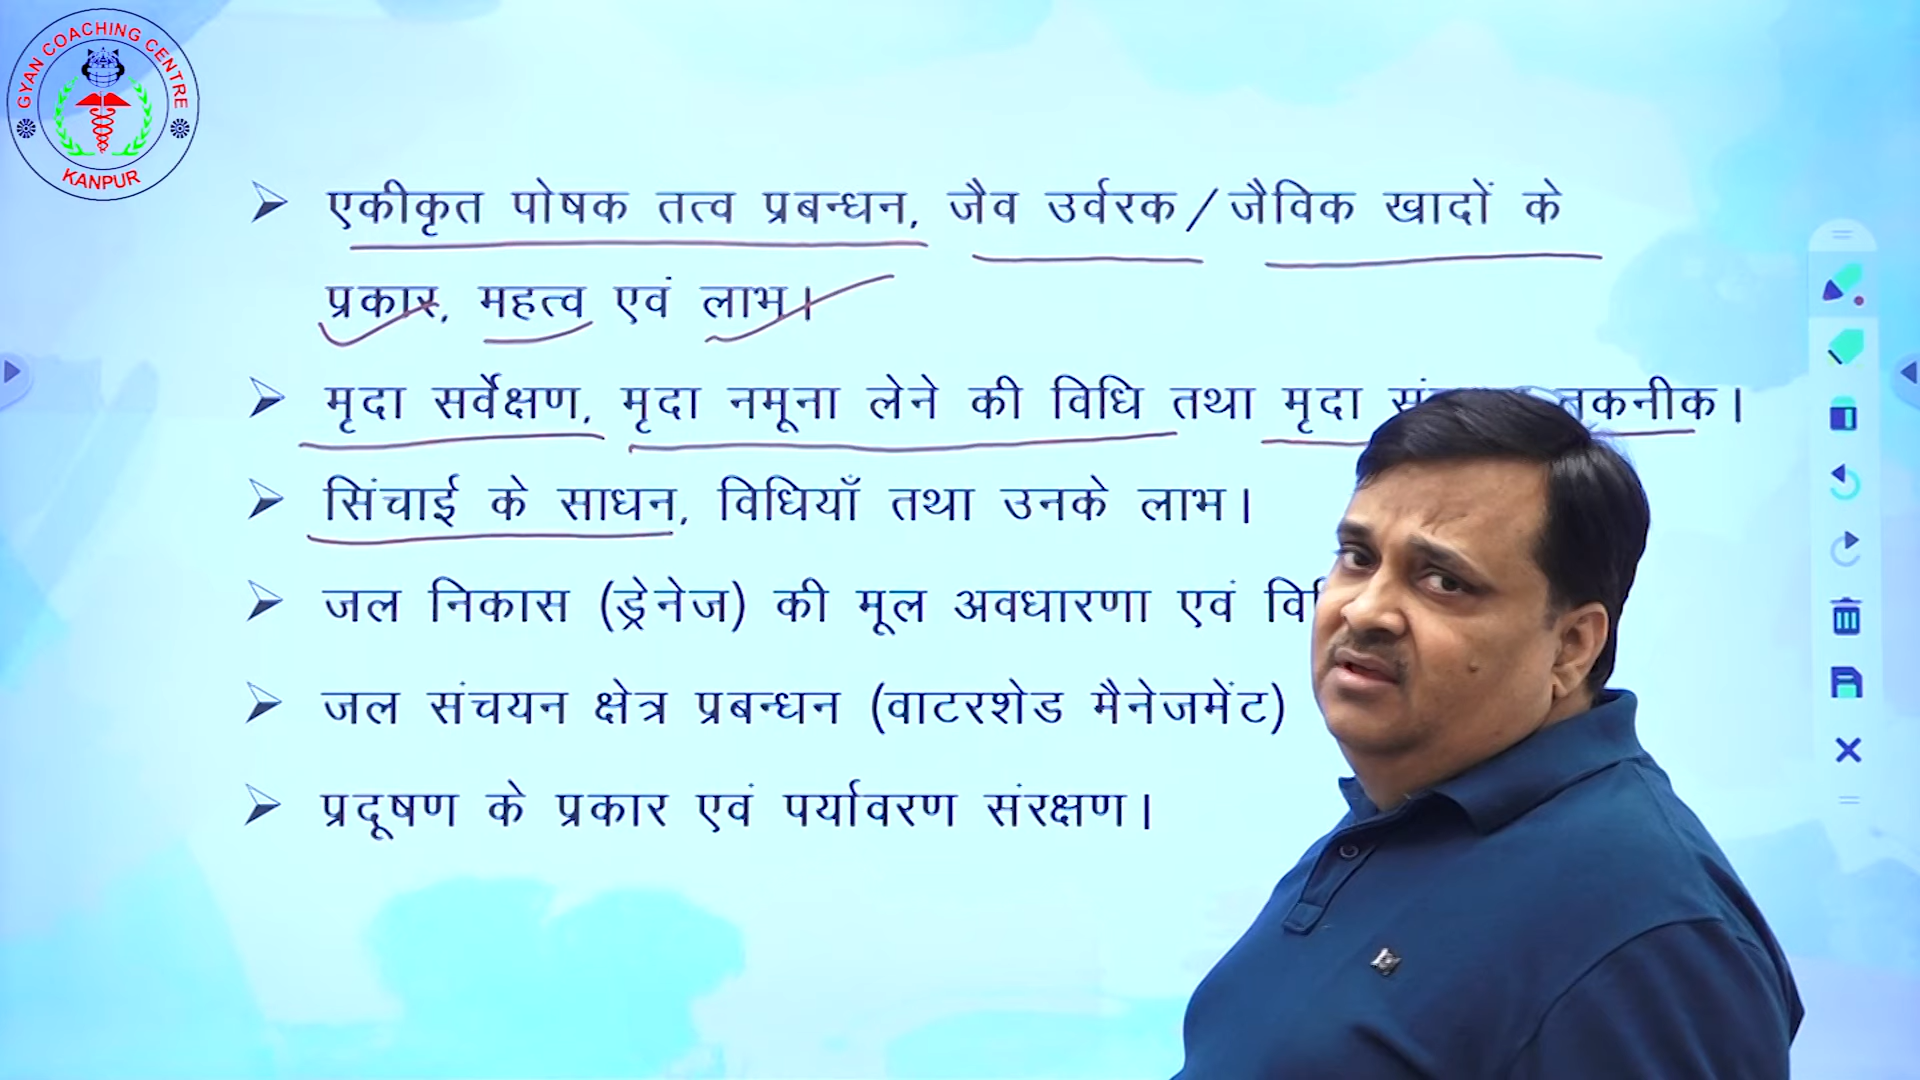 GYAN COACHING CENTRE
KANPUR
एकीकृत पोषक तत्व प्रबन्धन, जैव उर्वरक/जैविक खादों के
प्रकार, महत्व एवं लाभ।
मृदा सर्वेक्षण, मृदा नमूना लेने की विधि तथा मृदा तकनीक।
सिंचाई के साधन, विधियाँ तथा उनके लाभ।
जल निकास (ड्रेनेज) की मूल अवधारणा एवं
जल संचयन क्षेत्र प्रबन्धन (वाटरशेड मैनेजमेंट)
प्रदूषण के प्रकार एवं पर्यावरण संरक्षण।